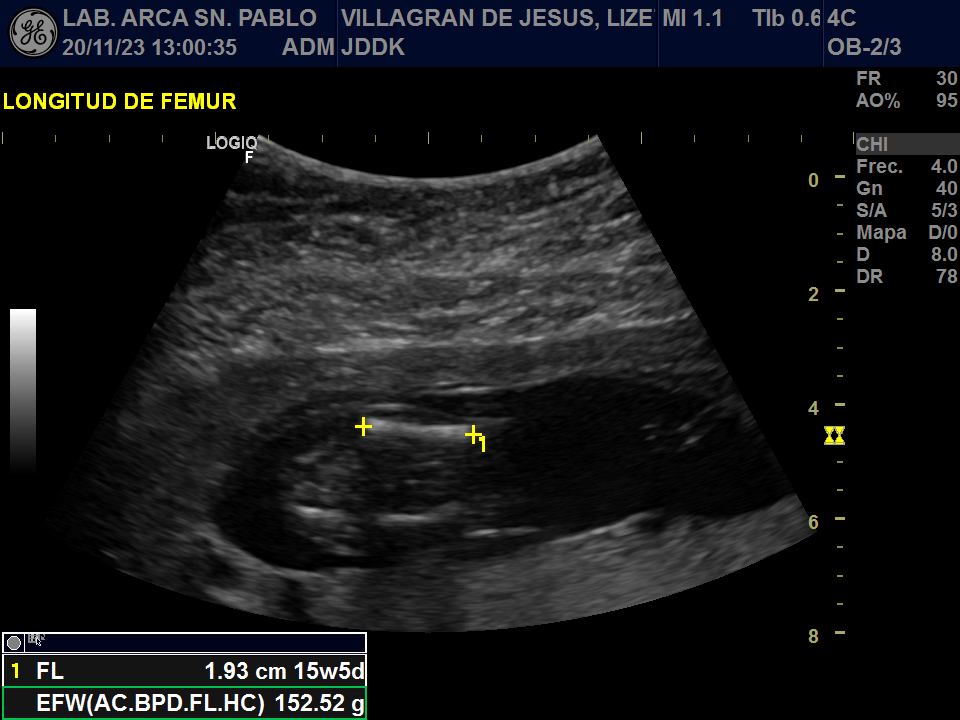 LAB. ARCA SN. PABLO
VILLAGRAN DE JESUS, LIZE
MI 1.1 TIb 0.6
4C
20/11/23 13:00:35 ADM
JDDK
OB-2/3
LONGITUD DE FEMUR
FR 30
AO% 95
LOGIQ
F
CHI
Frec. 4.0
Gn 40
S/A 5/3
Mapa D/0
D 8.0
DR 78
0
2
4
6
8
1
1 FL 1.93 cm 15w5d
EFW(AC.BPD.FL.HC) 152.52 g